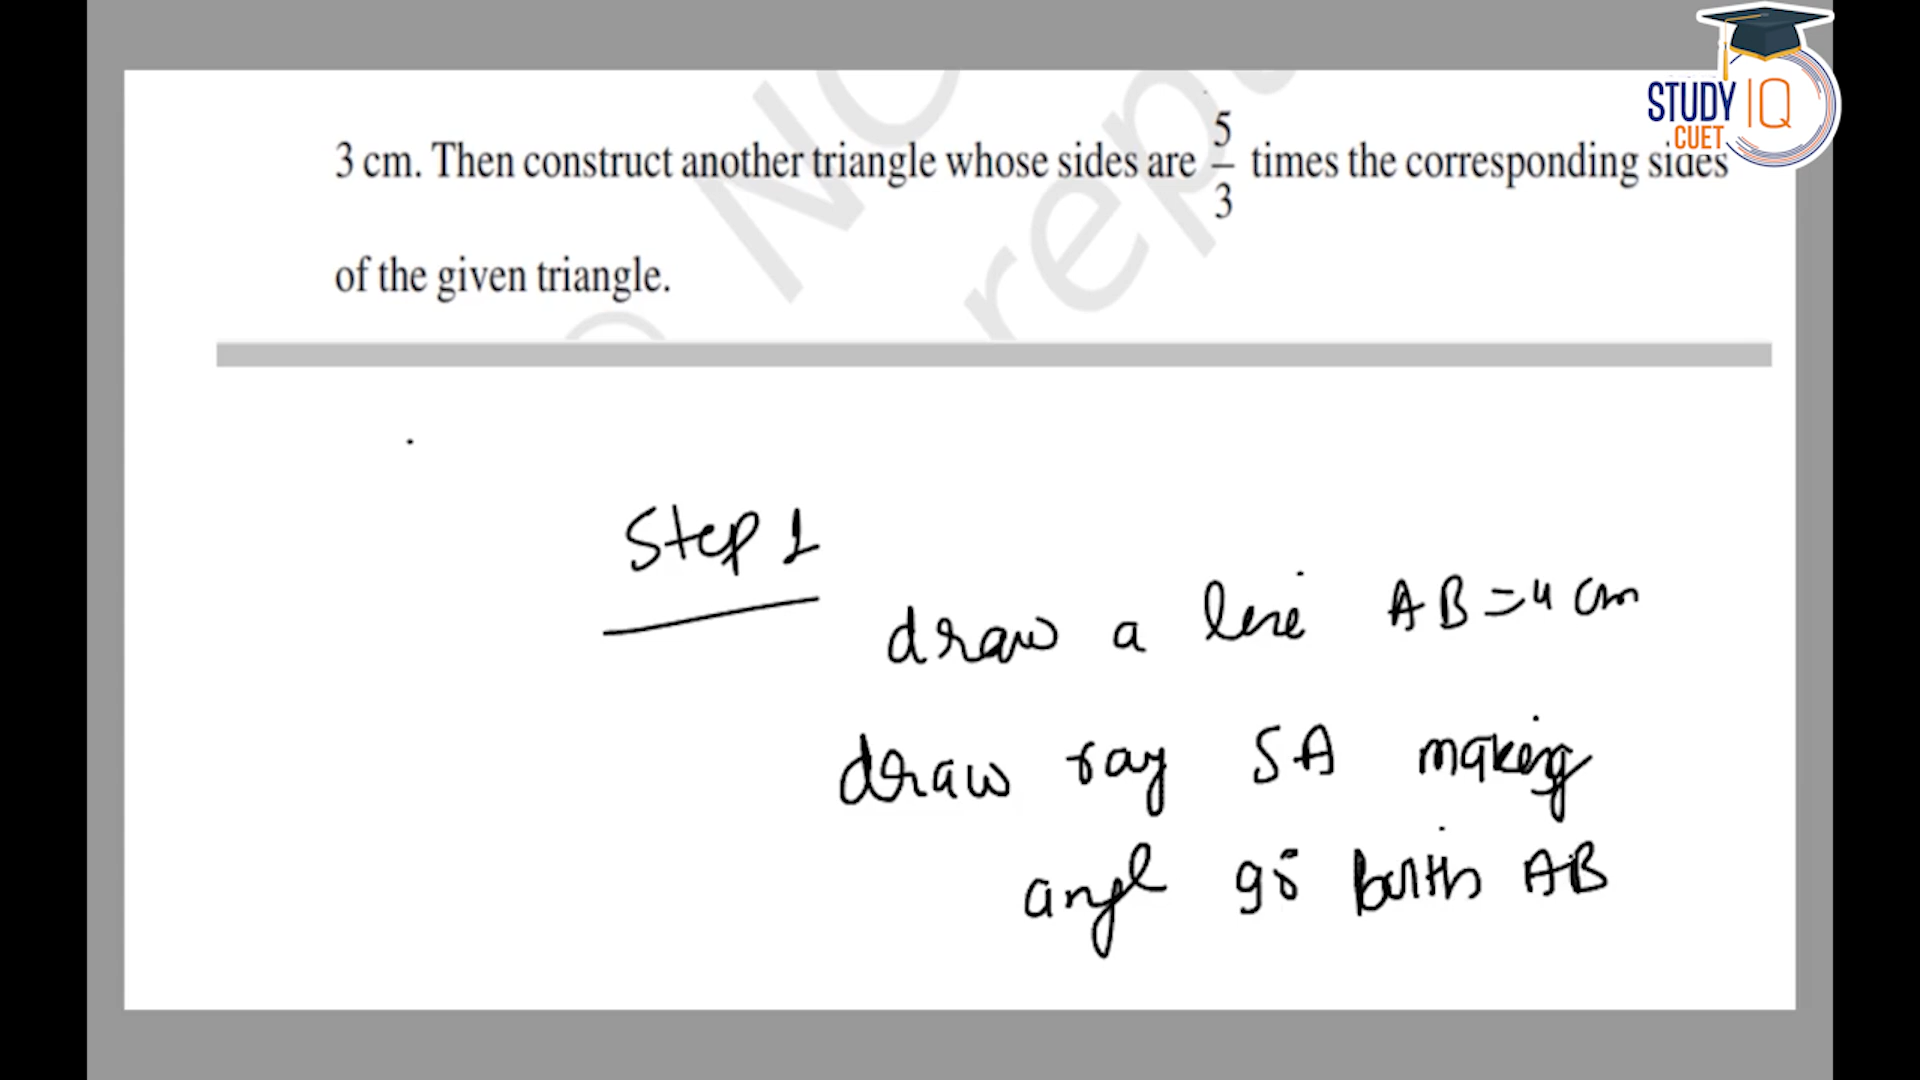 STUDY IQ
CUET
3 cm. Then construct another triangle whose sides are 5/3 times the corresponding sides
of the given triangle.
Step 1
draw a line AB = 4 cm
draw ray SA making
angl 90° with AB